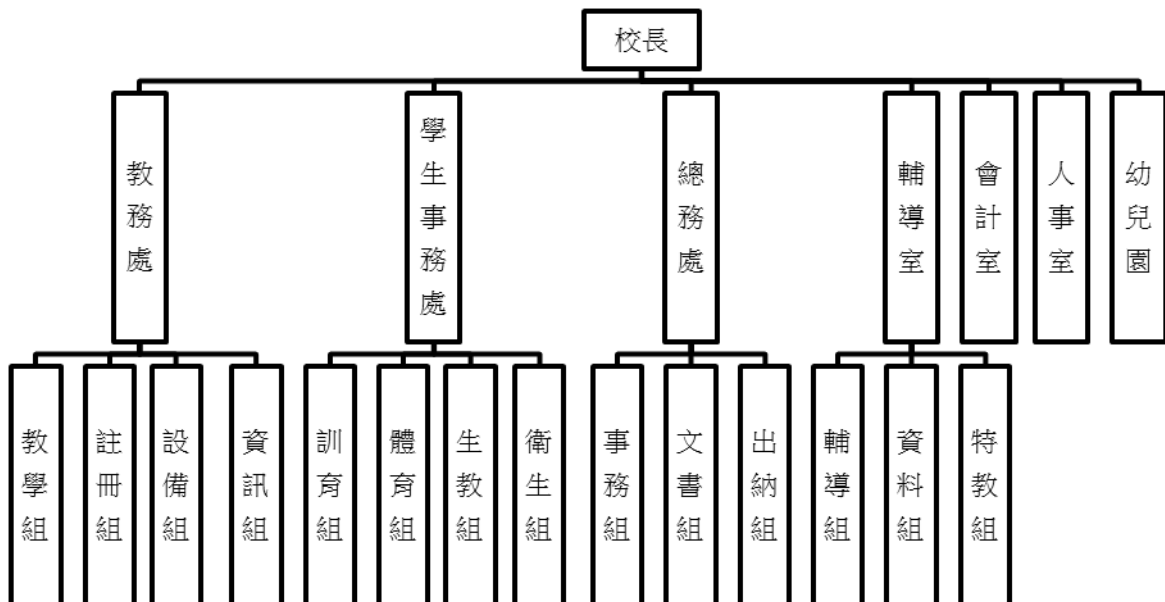 校長
教務處
學生事務處
總務處
輔導室
會計室
人事室
幼兒園
教學組
註冊組
設備組
資訊組
訓育組
體育組
生教組
衛生組
事務組
文書組
出納組
輔導組
資料組
特教組